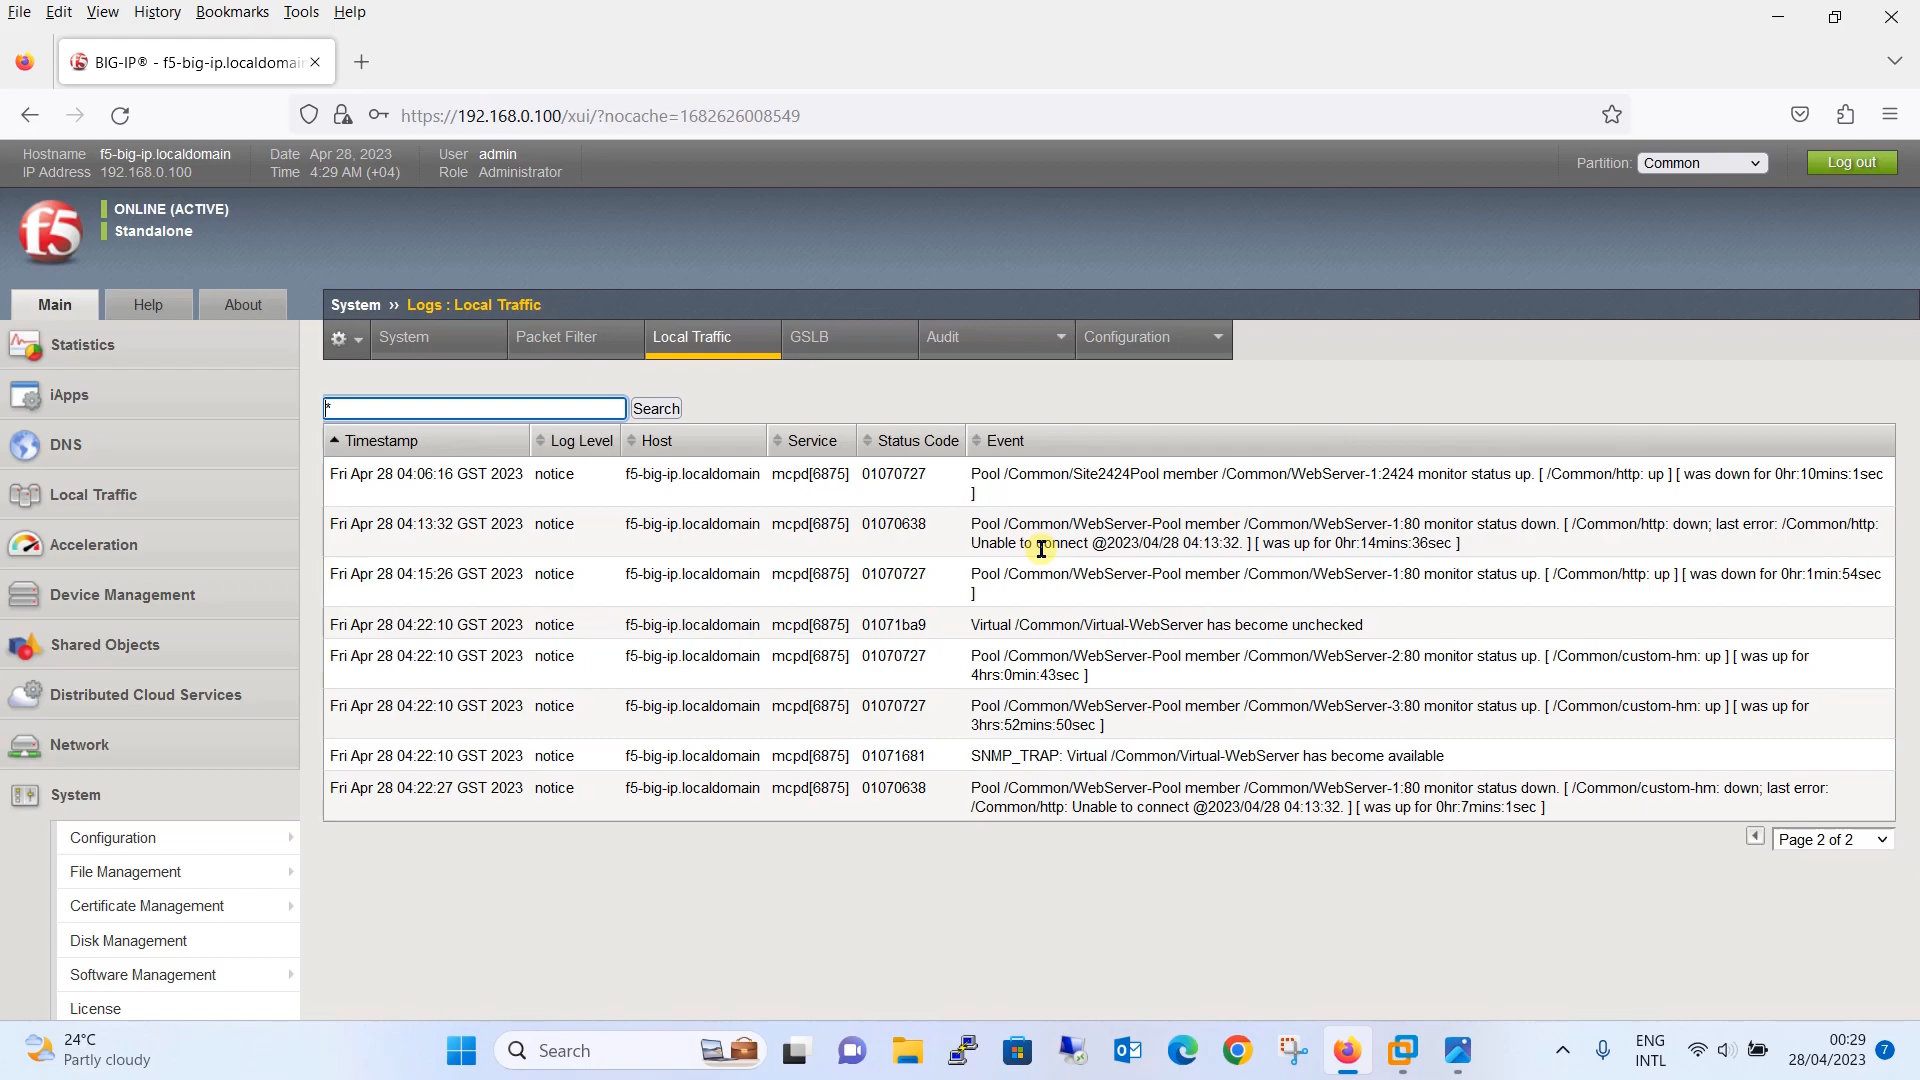 File Edit View History Bookmarks Tools Help
BIG-IP® - f5-big-ip.localdomai
https://192.168.0.100/xui/?nocache=1682626008549
Hostname f5-big-ip.localdomain Date Apr 28, 2023 User admin
IP Address 192.168.0.100 Time 4:29 AM (+04) Role Administrator
Partition: Common Log out
f5
ONLINE (ACTIVE)
Standalone
Main Help About
System ›› Logs : Local Traffic
System Packet Filter Local Traffic GSLB Audit Configuration
Statistics
iApps
DNS
Local Traffic
Acceleration
Device Management
Shared Objects
Distributed Cloud Services
Network
System
Configuration
File Management
Certificate Management
Disk Management
Software Management
License
* Search
Timestamp Log Level Host Service Status Code Event
Fri Apr 28 04:06:16 GST 2023 notice f5-big-ip.localdomain mcpd[6875] 01070727 Pool /Common/Site2424Pool member /Common/WebServer-1:2424 monitor status up. [ /Common/http: up ] [ was down for 0hr:10mins:1sec
]
Fri Apr 28 04:13:32 GST 2023 notice f5-big-ip.localdomain mcpd[6875] 01070638 Pool /Common/WebServer-Pool member /Common/WebServer-1:80 monitor status down. [ /Common/http: down; last error: /Common/http:
Unable to connect @2023/04/28 04:13:32. ] [ was up for 0hr:14mins:36sec ]
Fri Apr 28 04:15:26 GST 2023 notice f5-big-ip.localdomain mcpd[6875] 01070727 Pool /Common/WebServer-Pool member /Common/WebServer-1:80 monitor status up. [ /Common/http: up ] [ was down for 0hr:1min:54sec
]
Fri Apr 28 04:22:10 GST 2023 notice f5-big-ip.localdomain mcpd[6875] 01071ba9 Virtual /Common/Virtual-WebServer has become unchecked
Fri Apr 28 04:22:10 GST 2023 notice f5-big-ip.localdomain mcpd[6875] 01070727 Pool /Common/WebServer-Pool member /Common/WebServer-2:80 monitor status up. [ /Common/custom-hm: up ] [ was up for
4hrs:0min:43sec ]
Fri Apr 28 04:22:10 GST 2023 notice f5-big-ip.localdomain mcpd[6875] 01070727 Pool /Common/WebServer-Pool member /Common/WebServer-3:80 monitor status up. [ /Common/custom-hm: up ] [ was up for
3hrs:52mins:50sec ]
Fri Apr 28 04:22:10 GST 2023 notice f5-big-ip.localdomain mcpd[6875] 01071681 SNMP_TRAP: Virtual /Common/Virtual-WebServer has become available
Fri Apr 28 04:22:27 GST 2023 notice f5-big-ip.localdomain mcpd[6875] 01070638 Pool /Common/WebServer-Pool member /Common/WebServer-1:80 monitor status down. [ /Common/custom-hm: down; last error:
/Common/http: Unable to connect @2023/04/28 04:13:32. ] [ was up for 0hr:7mins:1sec ]
Page 2 of 2
24°C
Partly cloudy
Search
ENG
INTL
00:29
28/04/2023
7